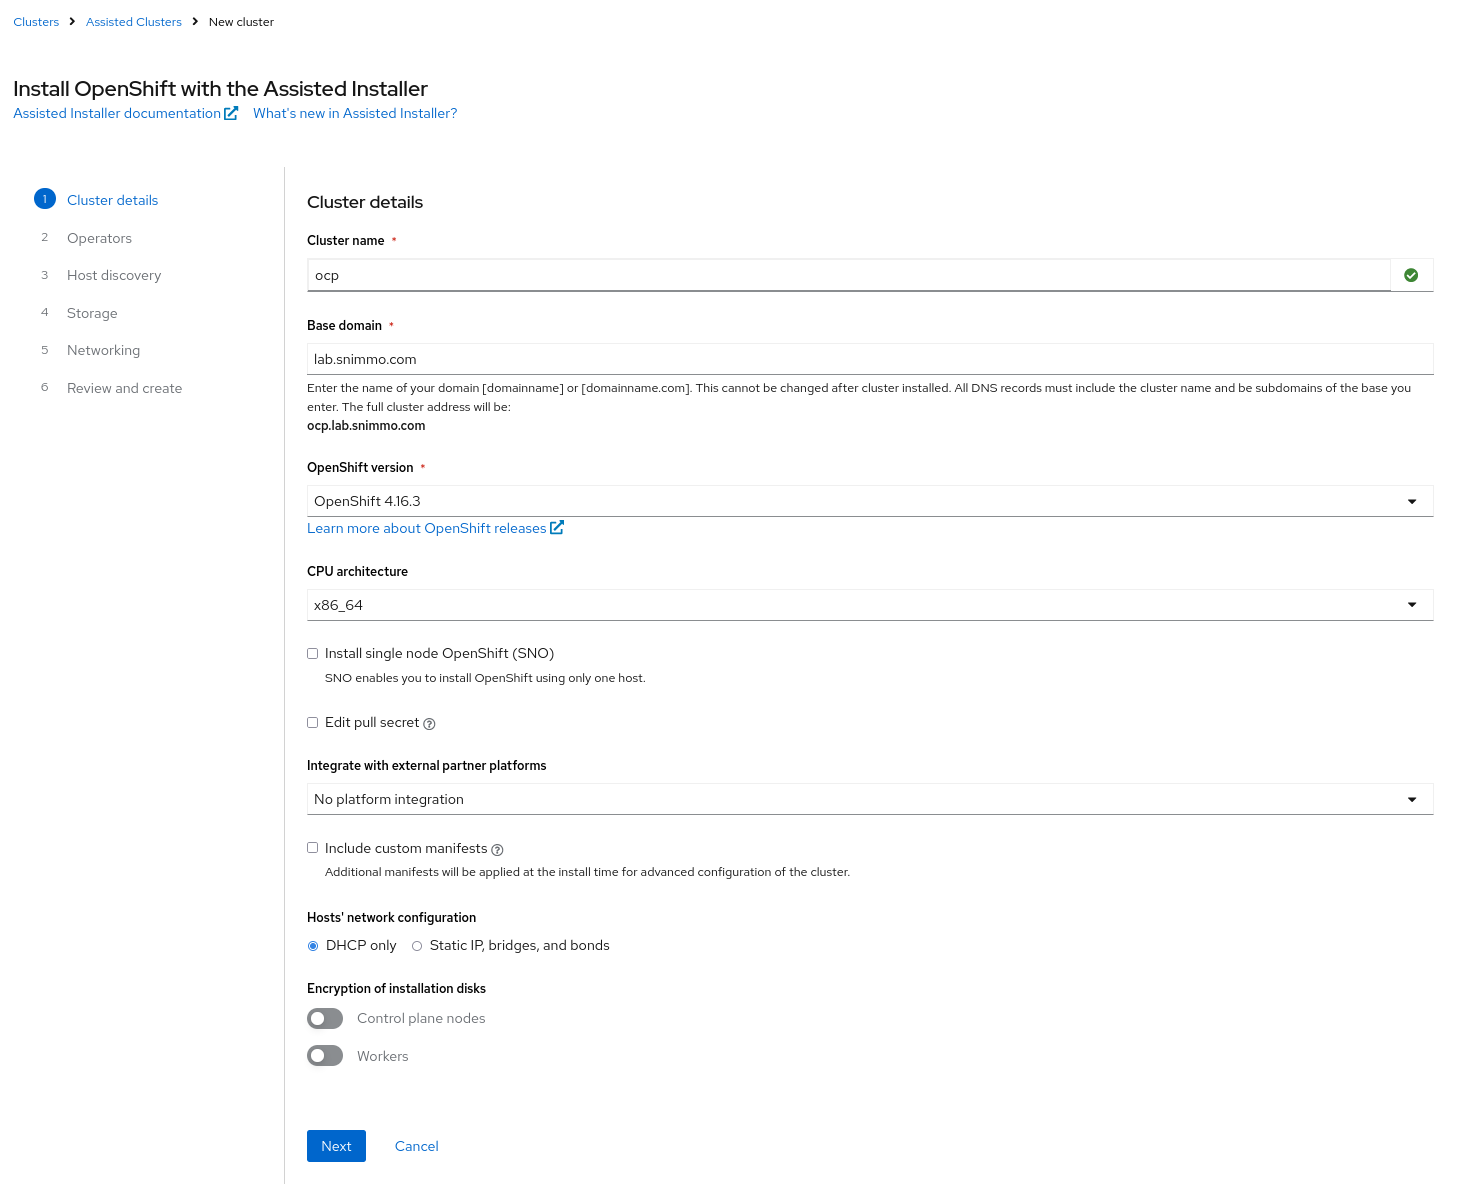 Clusters > Assisted Clusters > New cluster
Install OpenShift with the Assisted Installer
Assisted Installer documentation What's new in Assisted Installer?
1 Cluster details
2 Operators
3 Host discovery
4 Storage
5 Networking
6 Review and create
Cluster details
Cluster name *
ocp
Base domain *
lab.snimmo.com
Enter the name of your domain [domainname] or [domainname.com]. This cannot be changed after cluster installed. All DNS records must include the cluster name and be subdomains of the base you
enter. The full cluster address will be:
ocp.lab.snimmo.com
OpenShift version *
OpenShift 4.16.3
Learn more about OpenShift releases
CPU architecture
x86_64
Install single node OpenShift (SNO)
SNO enables you to install OpenShift using only one host.
Edit pull secret
Integrate with external partner platforms
No platform integration
Include custom manifests
Additional manifests will be applied at the install time for advanced configuration of the cluster.
Hosts' network configuration
DHCP only Static IP, bridges, and bonds
Encryption of installation disks
Control plane nodes
Workers
Next Cancel